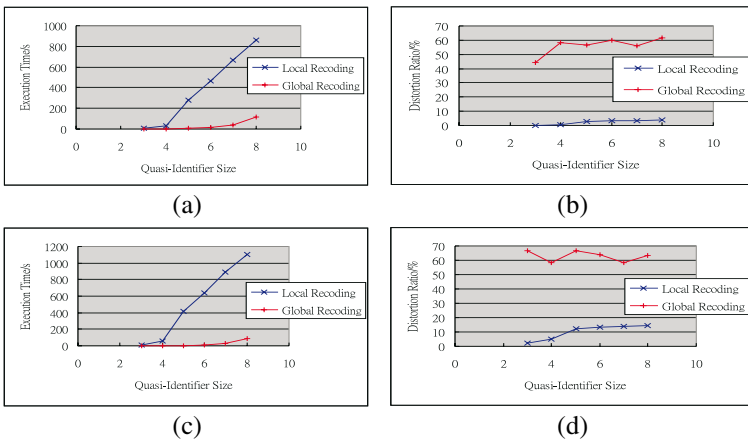 (a)
Execution Time/s
1000
800
600
400
200
0
0 2 4 6 8 10
Quasi-Identifier Size
Local Recoding
Global Recoding
(b)
Distortion Ratio/%
70
60
50
40
30
20
10
0
0 2 4 6 8 10
Quasi-Identifier Size
Local Recoding
Global Recoding
(c)
Execution Time/s
1200
1000
800
600
400
200
0
0 2 4 6 8 10
Quasi-Identifier Size
Local Recoding
Global Recoding
(d)
Distortion Ratio/%
70
60
50
40
30
20
10
0
0 2 4 6 8 10
Quasi-Identifier Size
Local Recoding
Global Recoding